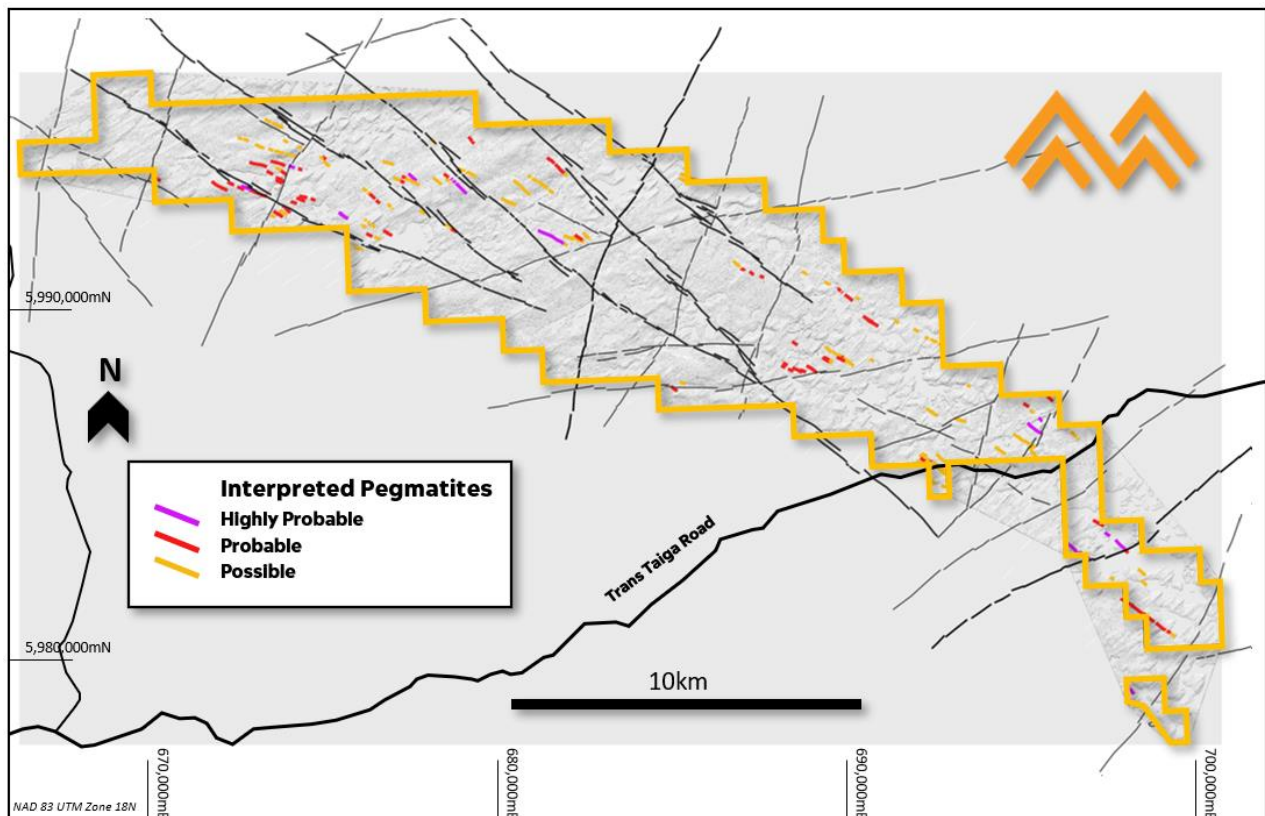 5,990,000mN
N
Interpreted Pegmatites
Highly Probable
Probable
Possible
Trans Taiga Road
5,980,000mN
10km
670,000mE
680,000mE
690,000mE
700,000mE
NAD 83 UTM Zone 18N